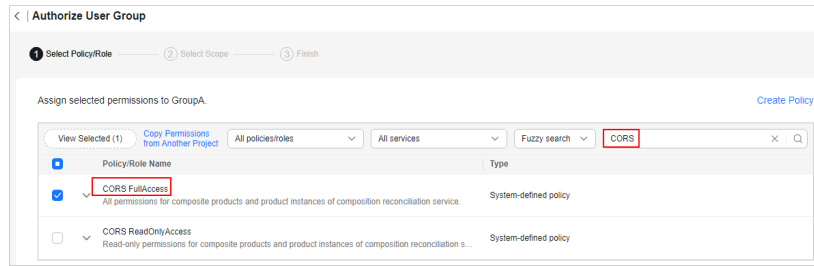 < | Authorize User Group
1 Select Policy/Role 2 Select Scope 3 Finish
Assign selected permissions to GroupA. Create Policy
View Selected (1) Copy Permissions from Another Project All policies/roles All services Fuzzy search CORS
Policy/Role Name Type
CORS FullAccess
All permissions for composite products and product instances of composition reconciliation service. System-defined policy
CORS ReadOnlyAccess
Read-only permissions for composite products and product instances of composition reconciliation s... System-defined policy